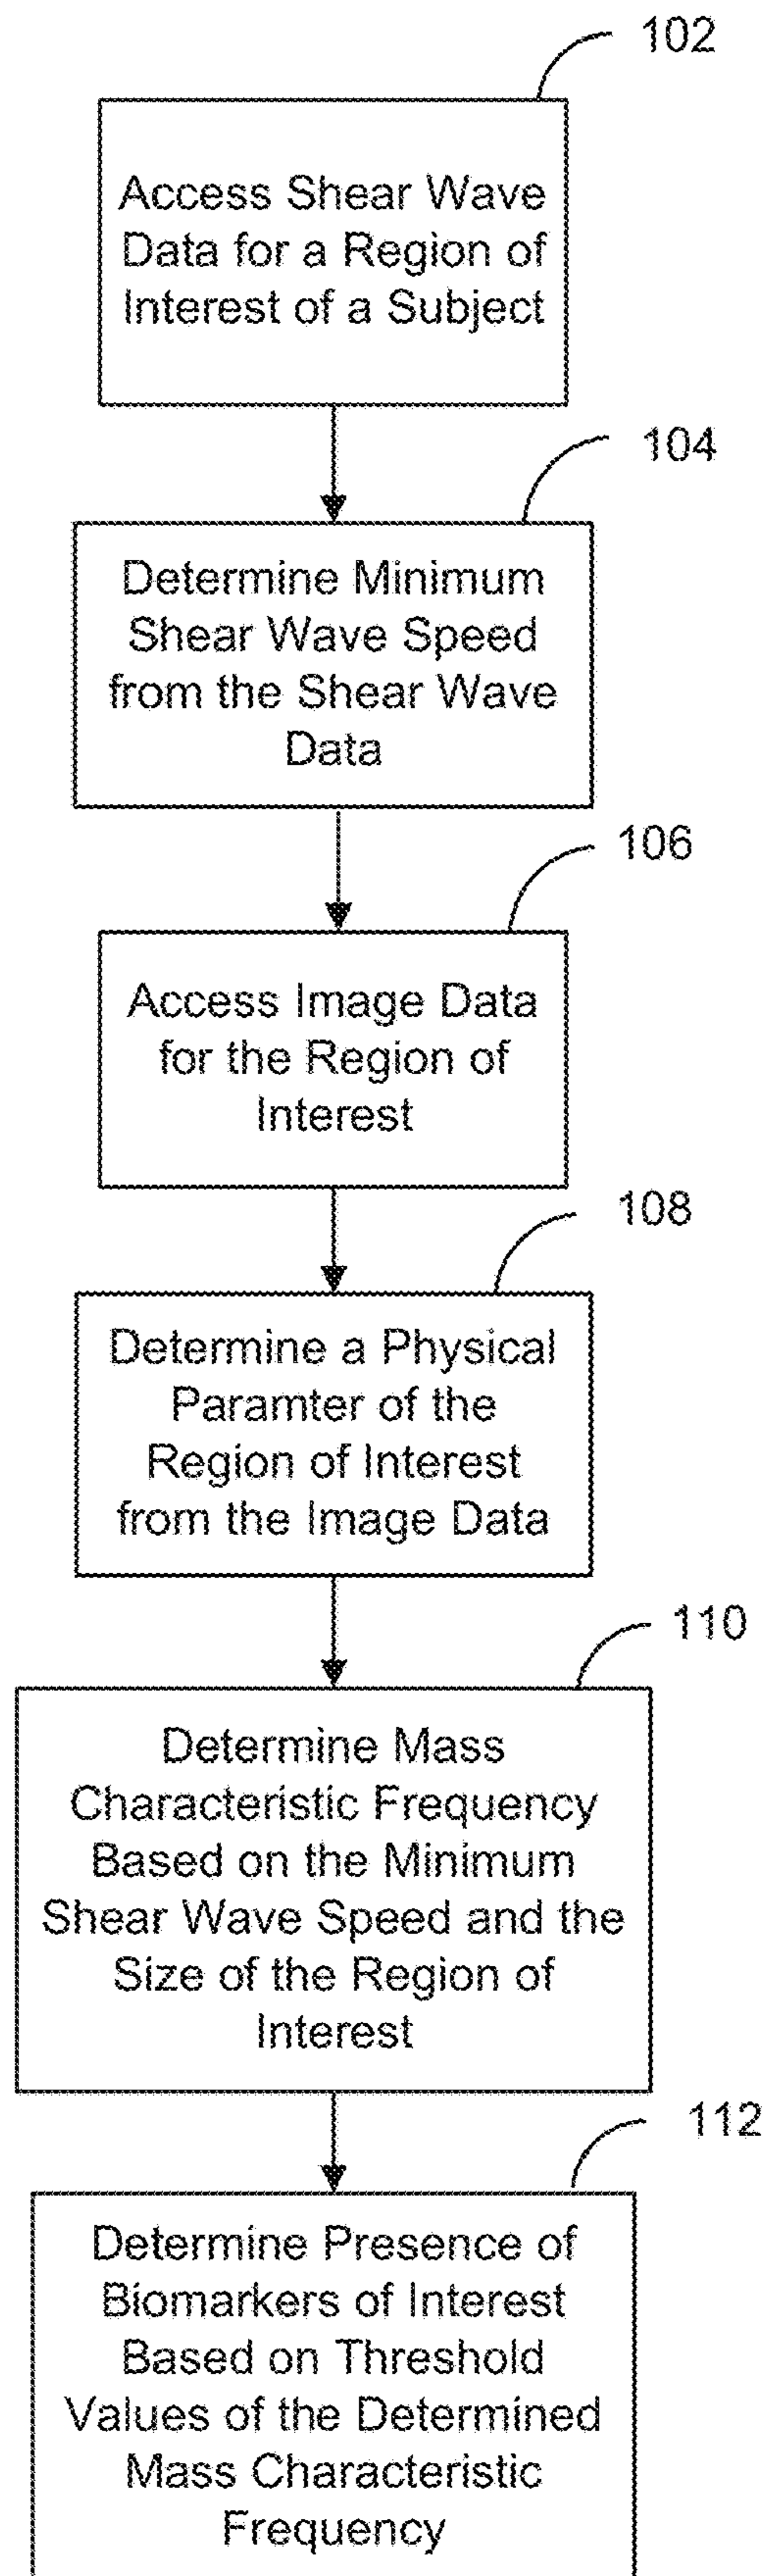 102
Access Shear Wave
Data for a Region of
Interest of a Subject
104
Determine Minimum
Shear Wave Speed
from the Shear Wave
Data
106
Access Image Data
for the Region of
Interest
108
Determine a Physical
Paramter of the
Region of Interest
from the Image Data
110
Determine Mass
Characteristic Frequency
Based on the Minimum
Shear Wave Speed and the
Size of the Region of
Interest
112
Determine Presence of
Biomarkers of Interest
Based on Threshold
Values of the Determined
Mass Characteristic
Frequency